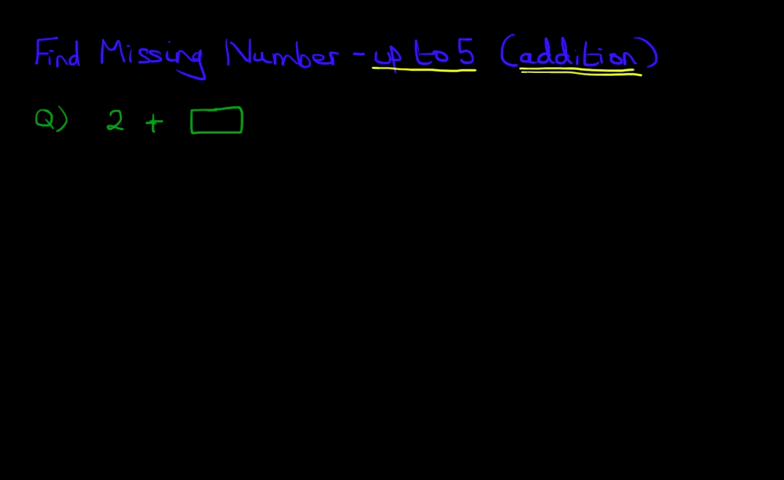 Find Missing Number - up to 5 (addition)
Q) 2 +